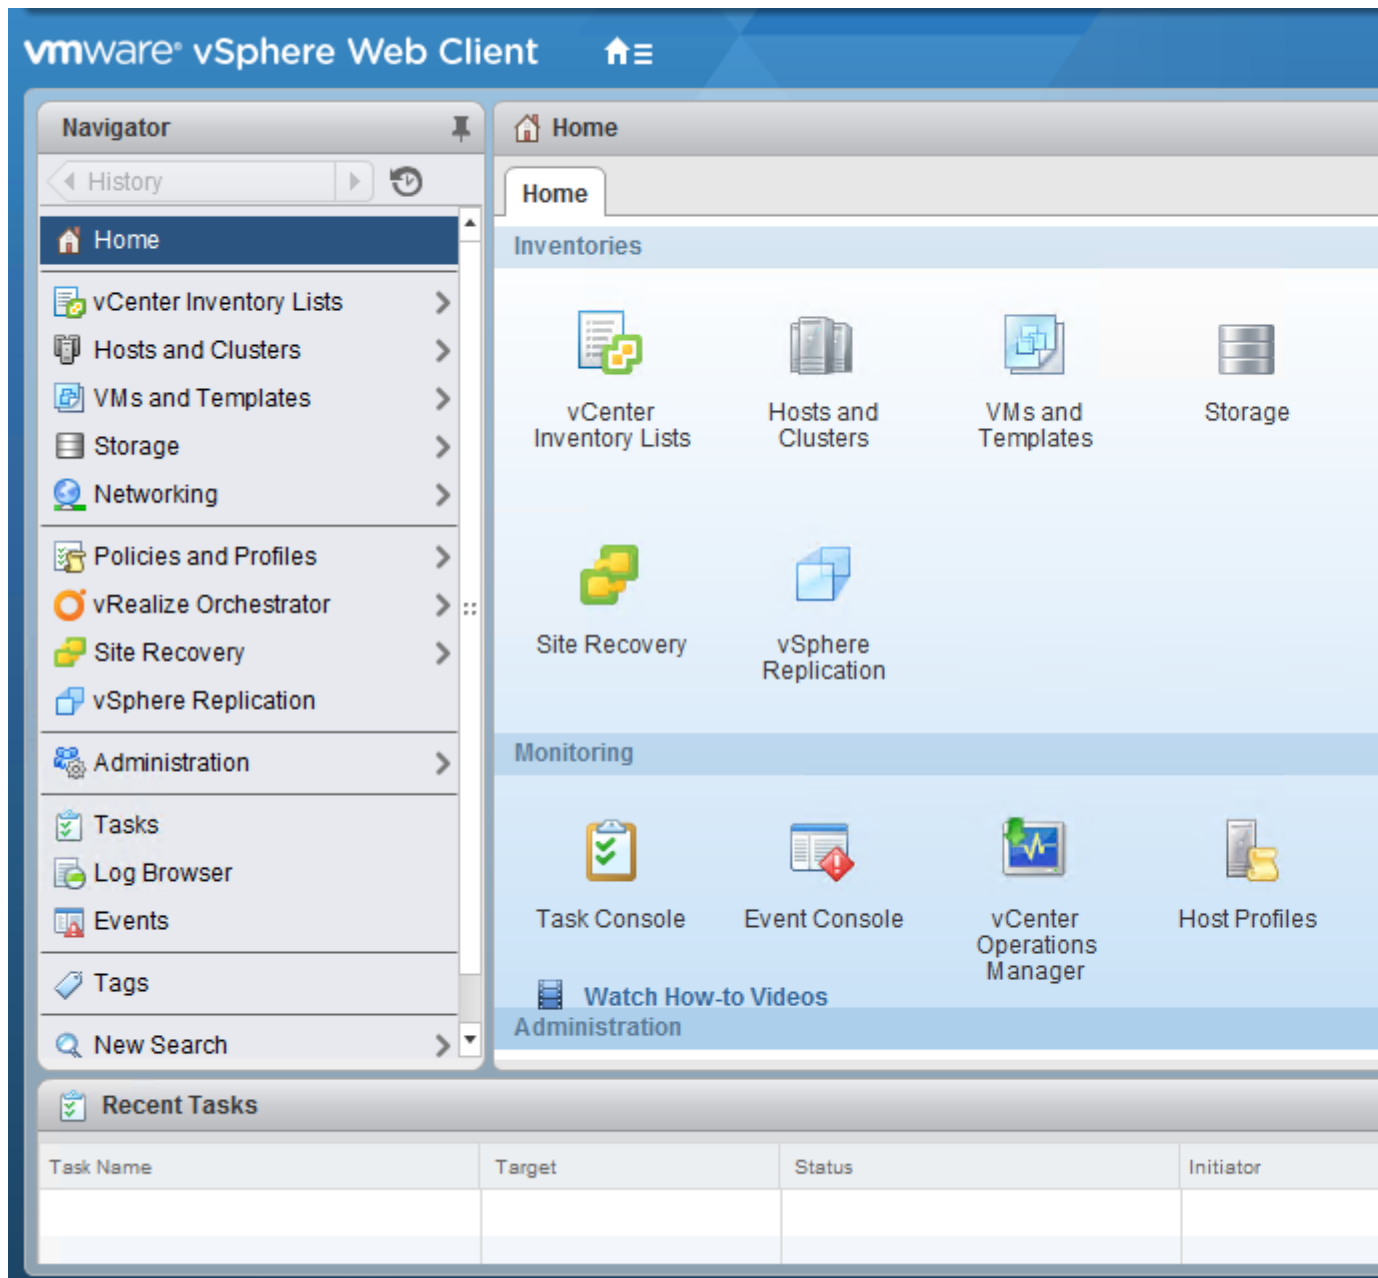 vmware® vSphere Web Client
Navigator
History
Home
vCenter Inventory Lists
Hosts and Clusters
VMs and Templates
Storage
Networking
Policies and Profiles
vRealize Orchestrator
Site Recovery
vSphere Replication
Administration
Tasks
Log Browser
Events
Tags
New Search
Home
Home
Inventories
vCenter
Inventory Lists
Hosts and
Clusters
VMs and
Templates
Storage
Site Recovery
vSphere
Replication
Monitoring
Task Console
Event Console
vCenter
Operations
Manager
Host Profiles
Watch How-to Videos
Administration
Recent Tasks
Task Name Target Status Initiator